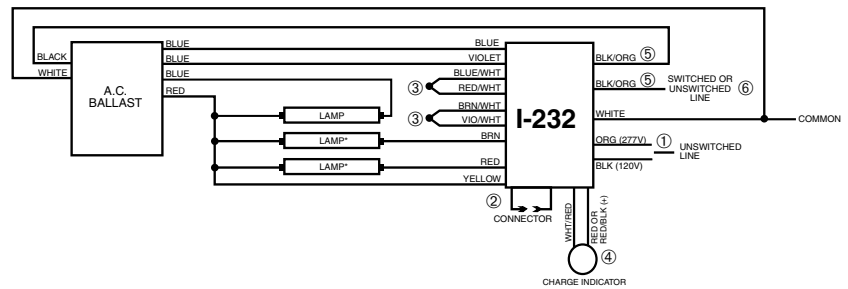 BLACK
WHITE
A.C.
BALLAST
BLUE
BLUE
BLUE
RED
LAMP
LAMP*
LAMP*
③
③
BLUE
VIOLET
BLUE/WHT
RED/WHT
BRN/WHT
VIO/WHT
BRN
RED
YELLOW
I-232
BLK/ORG ⑤
BLK/ORG ⑤
SWITCHED OR
UNSWITCHED
LINE
⑥
WHITE
COMMON
ORG (277V)
①
UNSWITCHED
LINE
BLK (120V)
②
CONNECTOR
WHT/RED
RED OR
RED/BLK (+)
④
CHARGE INDICATOR